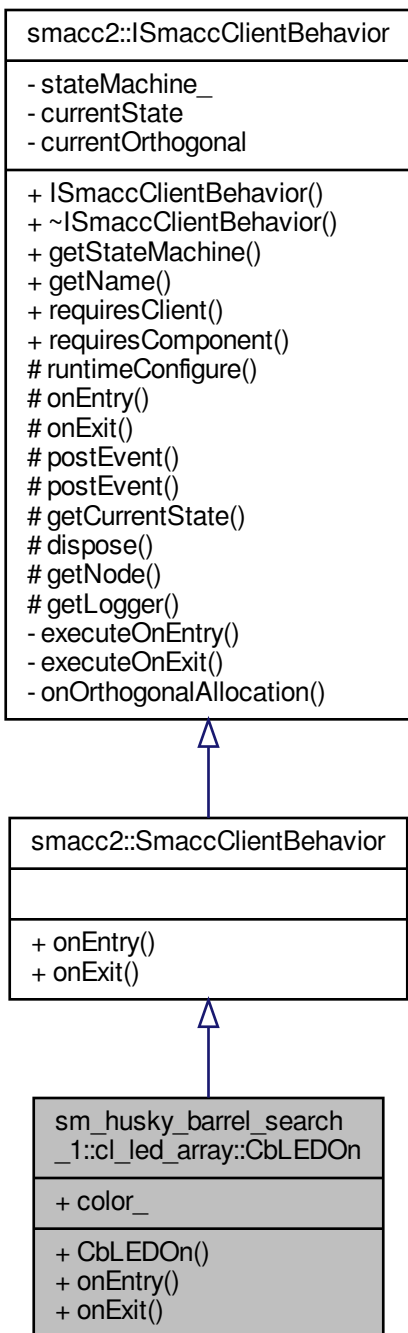 smacc2::ISmaccClientBehavior
- stateMachine_
- currentState
- currentOrthogonal
+ ISmaccClientBehavior()
+ ~ISmaccClientBehavior()
+ getStateMachine()
+ getName()
+ requiresClient()
+ requiresComponent()
# runtimeConfigure()
# onEntry()
# onExit()
# postEvent()
# postEvent()
# getCurrentState()
# dispose()
# getNode()
# getLogger()
- executeOnEntry()
- executeOnExit()
- onOrthogonalAllocation()
smacc2::SmaccClientBehavior
+ onEntry()
+ onExit()
sm_husky_barrel_search
_1::cl_led_array::CbLEDOn
+ color_
+ CbLEDOn()
+ onEntry()
+ onExit()